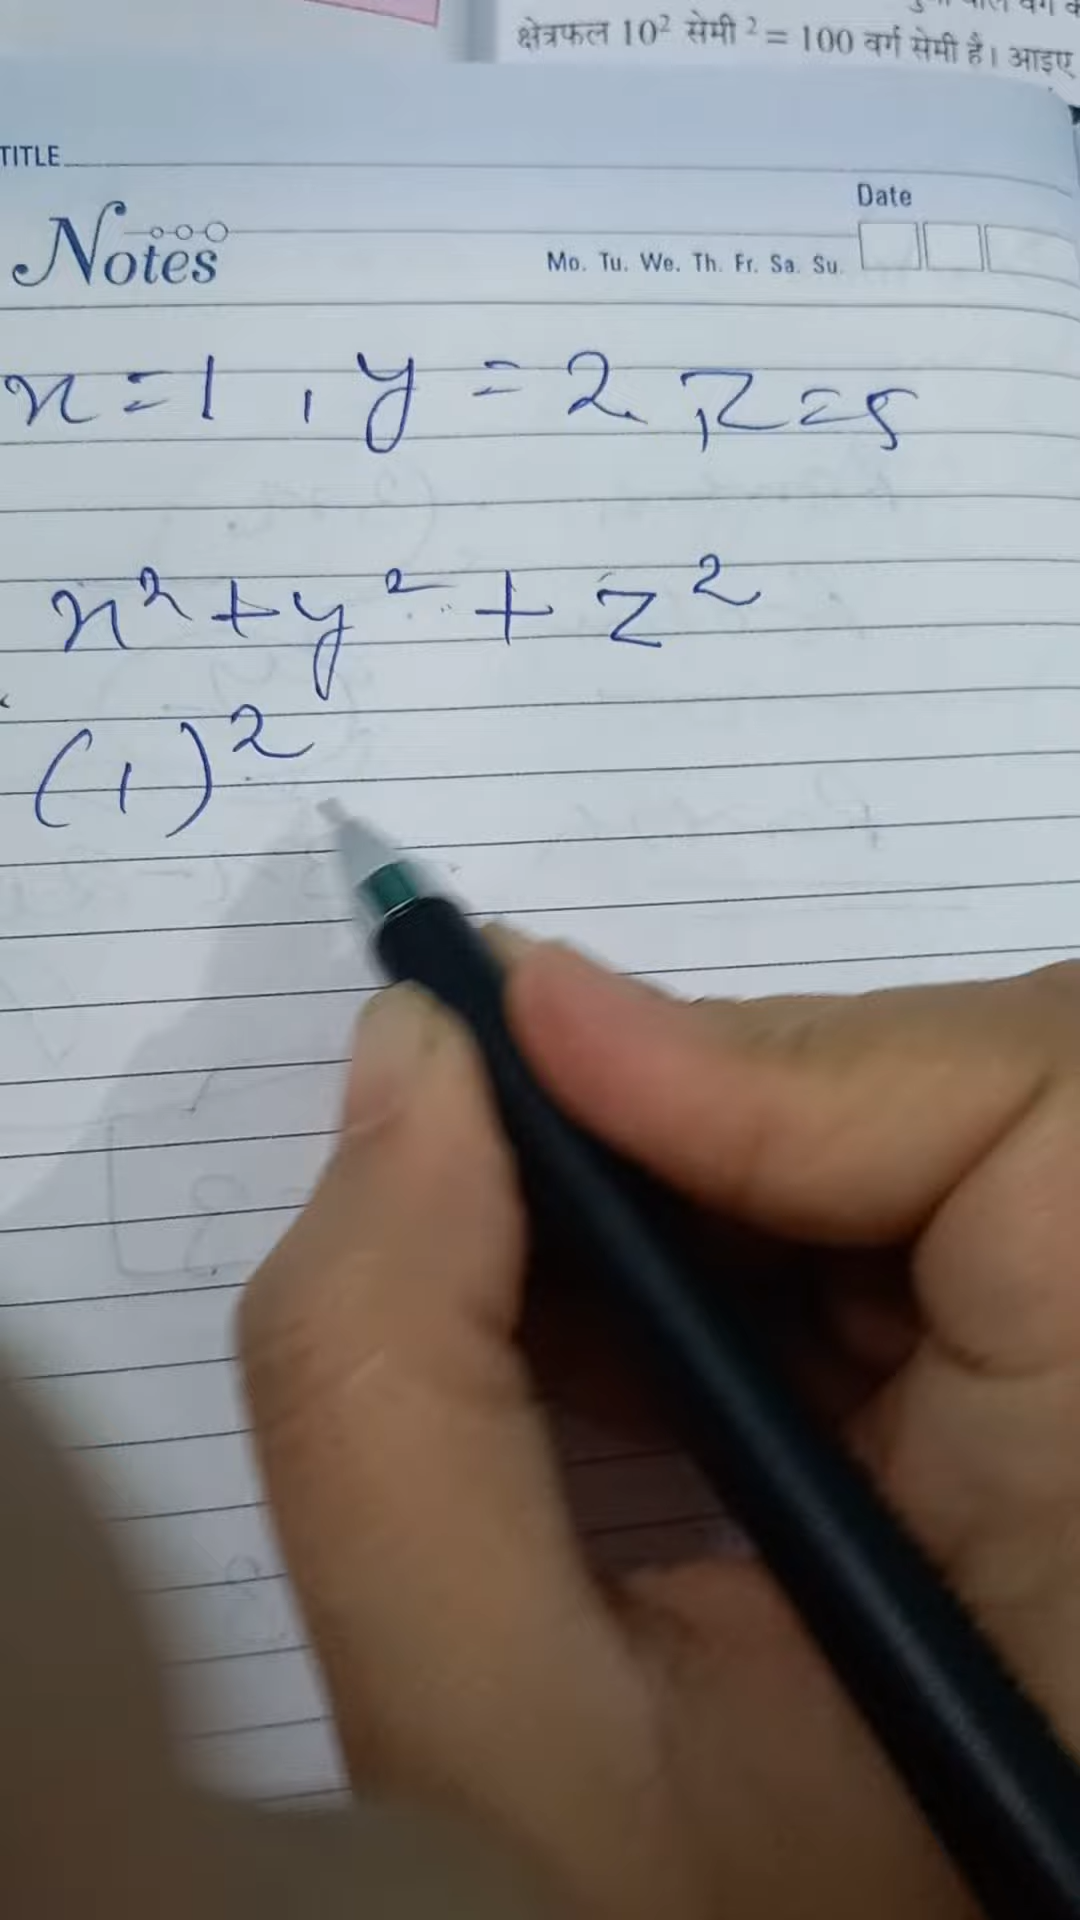 क्षेत्रफल 10² सेमी ² = 100 वर्ग सेमी है। आइए
TITLE
Date
Notes
Mo. Tu. We. Th. Fr. Sa. Su.
x = 1 , y = 2 , z = 5
x² + y² + z²
(1)²